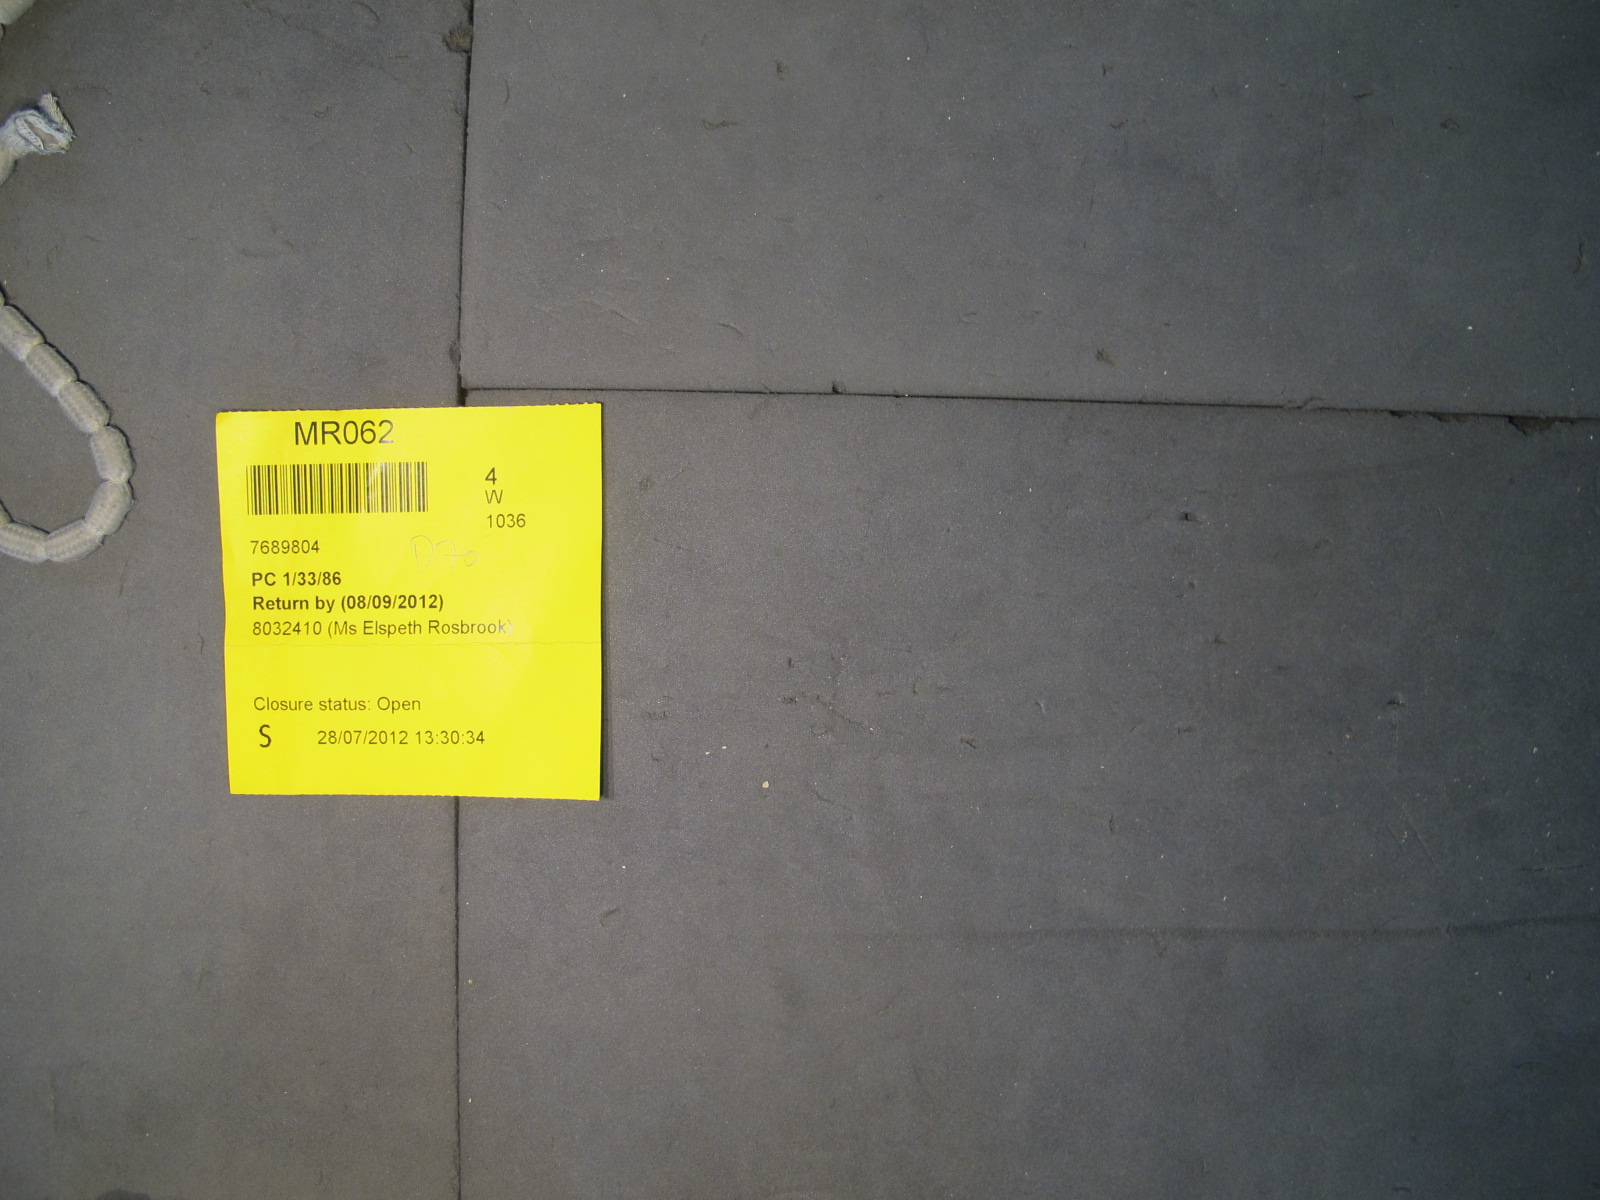 MR062
4
W
1036
7689804
D70
PC 1/33/86
Return by (08/09/2012)
8032410 (Ms Elspeth Rosbrook)
Closure status: Open
S 28/07/2012 13:30:34